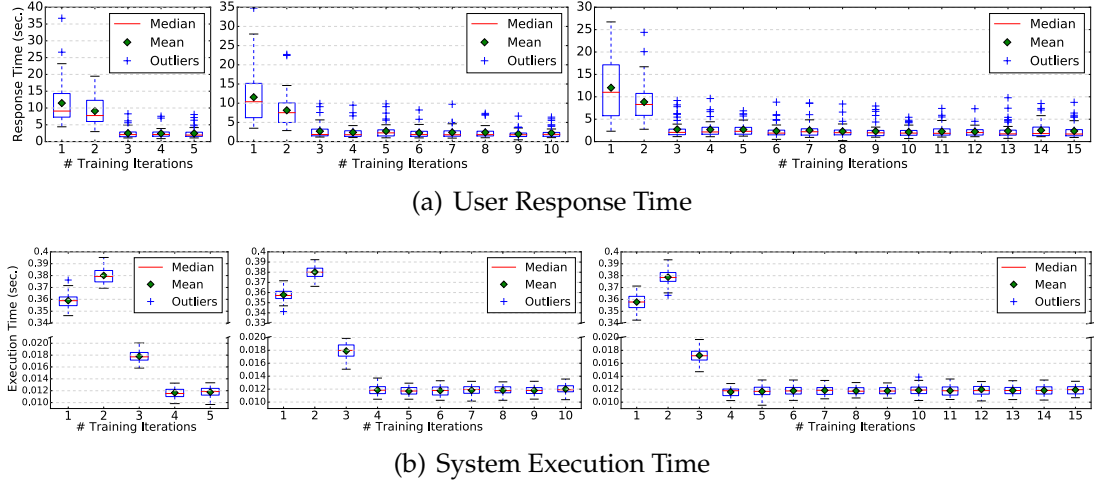 Response Time (sec.)
40
35
30
25
20
15
10
5
0
1 2 3 4 5
# Training Iterations
Median
Mean
Outliers
35
30
25
20
15
10
5
0
1 2 3 4 5 6 7 8 9 10
# Training Iterations
Median
Mean
Outliers
30
25
20
15
10
5
0
1 2 3 4 5 6 7 8 9 10 11 12 13 14 15
# Training Iterations
Median
Mean
Outliers
(a) User Response Time
Execution Time (sec.)
0.4
0.39
0.38
0.37
0.36
0.35
0.34
0.020
0.018
0.016
0.014
0.012
0.010
1 2 3 4 5
# Training Iterations
Median
Mean
Outliers
0.4
0.39
0.38
0.37
0.36
0.35
0.34
0.33
0.020
0.018
0.016
0.014
0.012
0.010
1 2 3 4 5 6 7 8 9 10
# Training Iterations
Median
Mean
Outliers
0.4
0.39
0.38
0.37
0.36
0.35
0.34
0.33
0.020
0.018
0.016
0.014
0.012
0.010
1 2 3 4 5 6 7 8 9 10 11 12 13 14 15
# Training Iterations
Median
Mean
Outliers
(b) System Execution Time